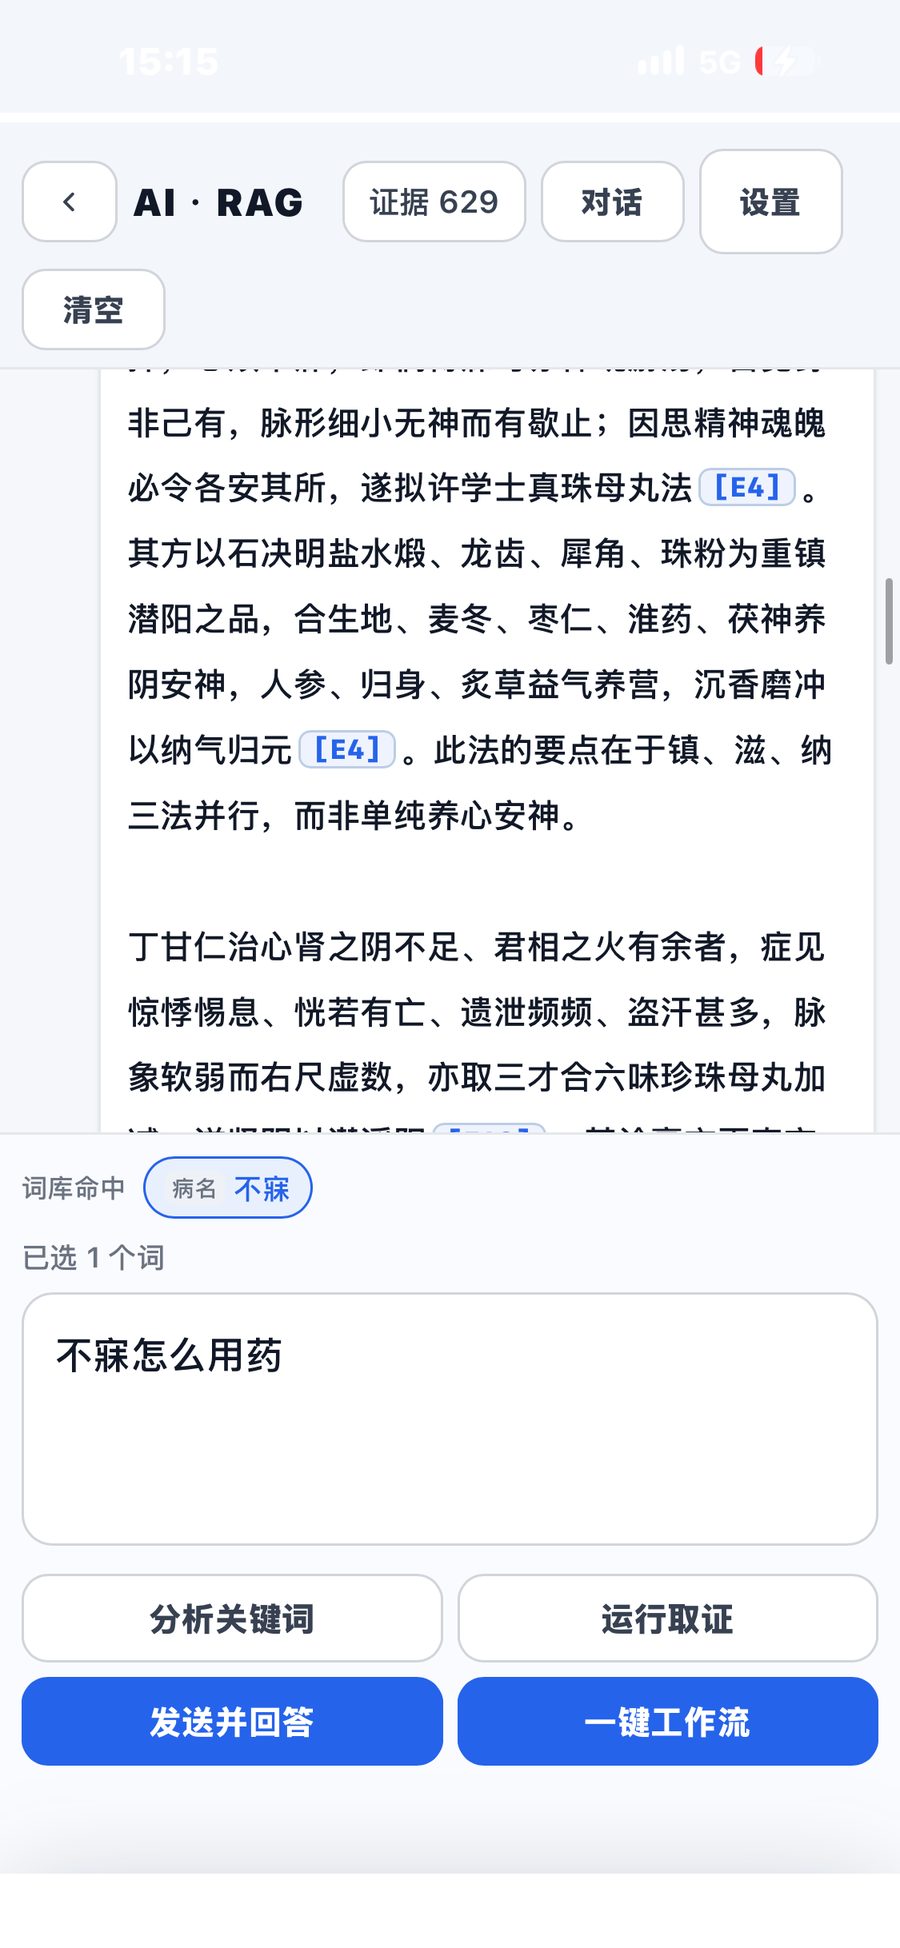 15:15
5G
AI · RAG
证据 629
对话
设置
清空
非己有，脉形细小无神而有歇止；因思精神魂魄
必令各安其所，遂拟许学士真珠母丸法 [E4] 。
其方以石决明盐水煅、龙齿、犀角、珠粉为重镇
潜阳之品，合生地、麦冬、枣仁、淮药、茯神养
阴安神，人参、归身、炙草益气养营，沉香磨冲
以纳气归元 [E4] 。此法的要点在于镇、滋、纳
三法并行，而非单纯养心安神。
丁甘仁治心肾之阴不足、君相之火有余者，症见
惊悸惕息、恍若有亡、遗泄频频、盗汗甚多，脉
象软弱而右尺虚数，亦取三才合六味珍珠母丸加
词库命中
病名 不寐
已选 1 个词
不寐怎么用药
分析关键词
运行取证
发送并回答
一键工作流